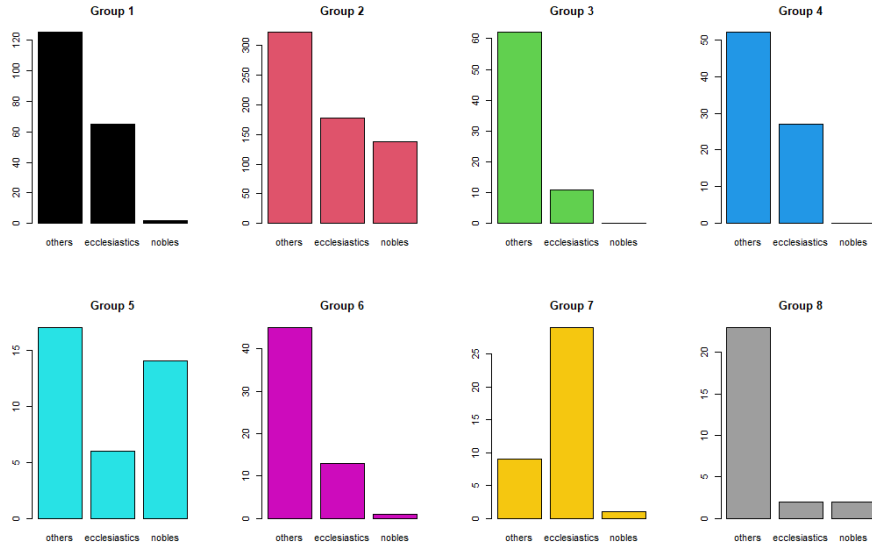 Group 1
Group 2
Group 3
Group 4
120
100
80
60
40
20
0
300
250
200
150
100
50
0
60
50
40
30
20
10
0
50
40
30
20
10
0
others ecclesiastics nobles
others ecclesiastics nobles
others ecclesiastics nobles
others ecclesiastics nobles
Group 5
Group 6
Group 7
Group 8
15
10
5
0
40
30
20
10
0
25
20
15
10
5
0
20
15
10
5
0
others ecclesiastics nobles
others ecclesiastics nobles
others ecclesiastics nobles
others ecclesiastics nobles